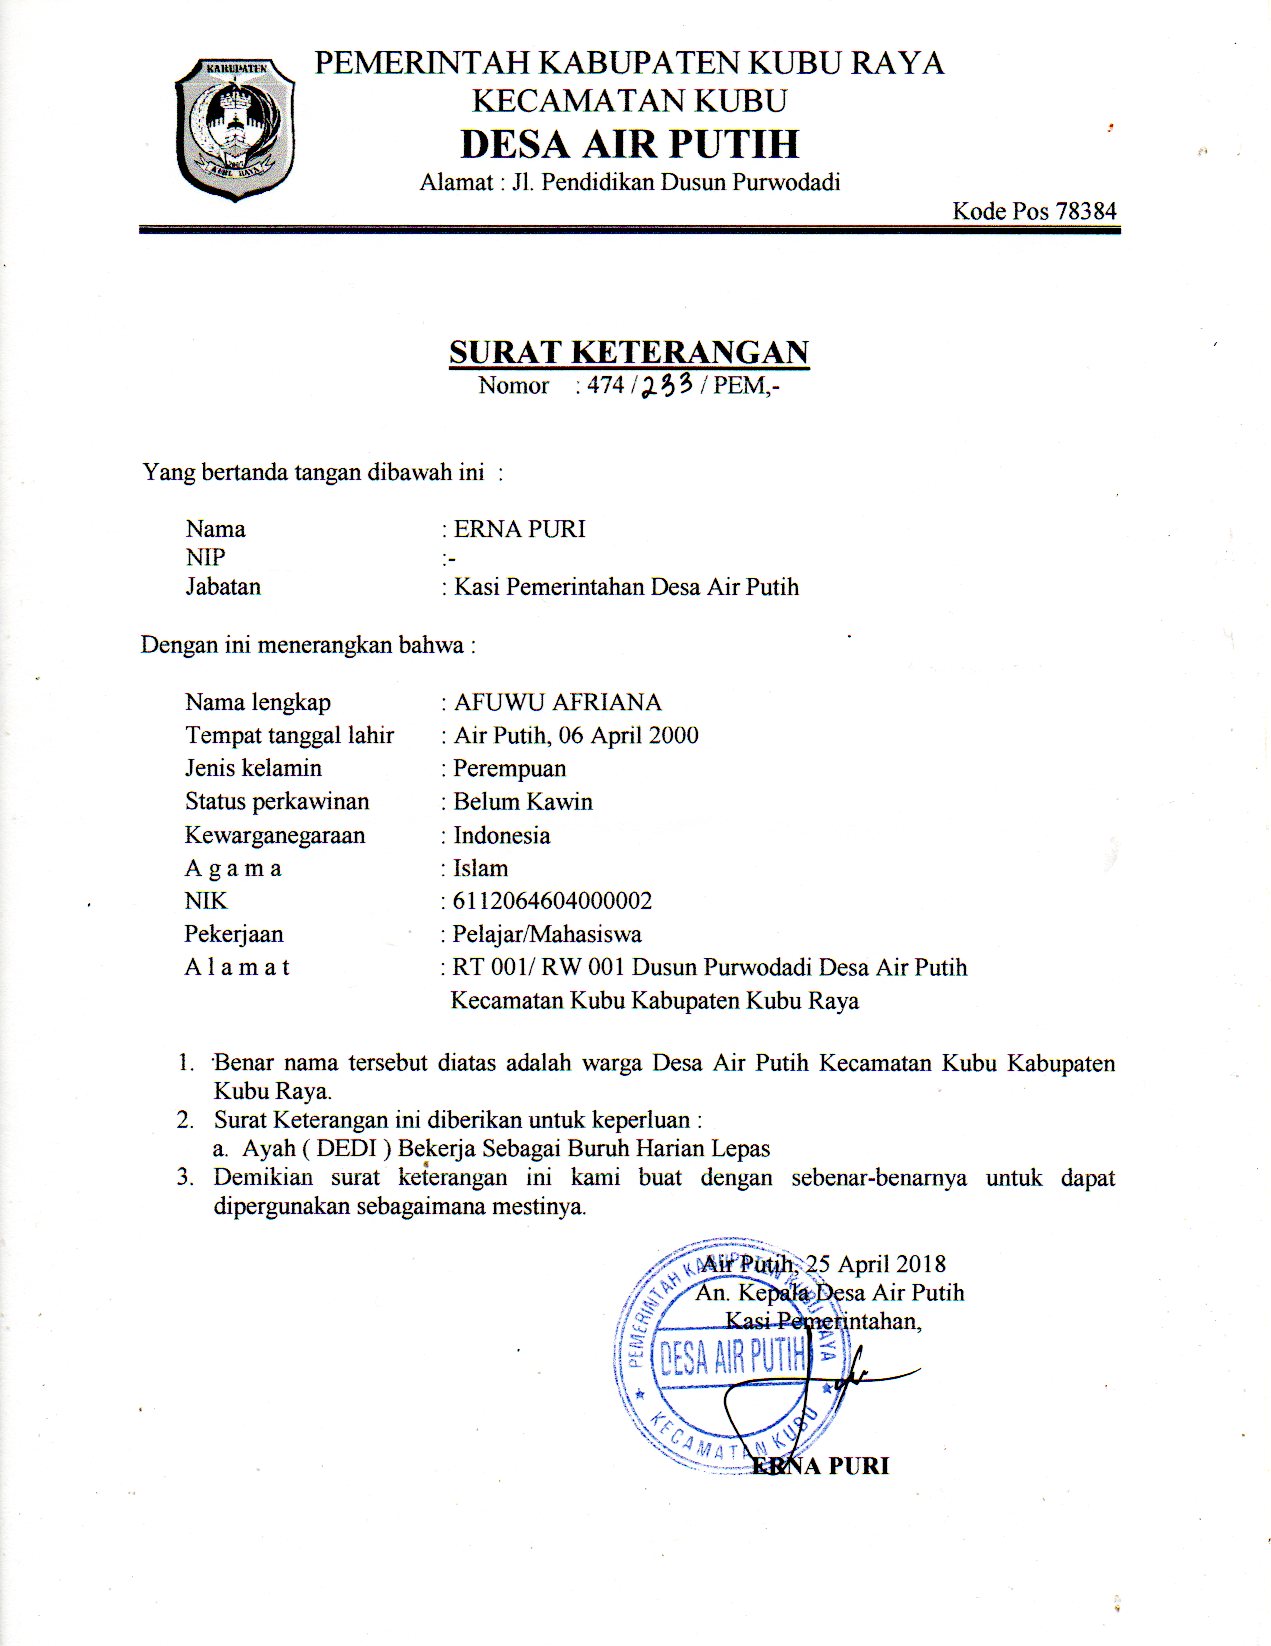 KABUPATEN
KUBU RAYA
PEMERINTAH KABUPATEN KUBU RAYA
KECAMATAN KUBU
DESA AIR PUTIH
Alamat : Jl. Pendidikan Dusun Purwodadi
Kode Pos 78384
SURAT KETERANGAN
Nomor : 474 / 233 / PEM,-
Yang bertanda tangan dibawah ini :
Nama : ERNA PURI
NIP :-
Jabatan : Kasi Pemerintahan Desa Air Putih
Dengan ini menerangkan bahwa :
Nama lengkap : AFUWU AFRIANA
Tempat tanggal lahir : Air Putih, 06 April 2000
Jenis kelamin : Perempuan
Status perkawinan : Belum Kawin
Kewarganegaraan : Indonesia
A g a m a : Islam
NIK : 6112064604000002
Pekerjaan : Pelajar/Mahasiswa
A l a m a t : RT 001/ RW 001 Dusun Purwodadi Desa Air Putih
Kecamatan Kubu Kabupaten Kubu Raya
1. Benar nama tersebut diatas adalah warga Desa Air Putih Kecamatan Kubu Kabupaten
Kubu Raya.
2. Surat Keterangan ini diberikan untuk keperluan :
a. Ayah ( DEDI ) Bekerja Sebagai Buruh Harian Lepas
3. Demikian surat keterangan ini kami buat dengan sebenar-benarnya untuk dapat
dipergunakan sebagaimana mestinya.
Air Putih, 25 April 2018
An. Kepala Desa Air Putih
Kasi Pemerintahan,
PEMERINTAH KABUPATEN KUBU RAYA
DESA AIR PUTIH
KECAMATAN KUBU
ERNA PURI